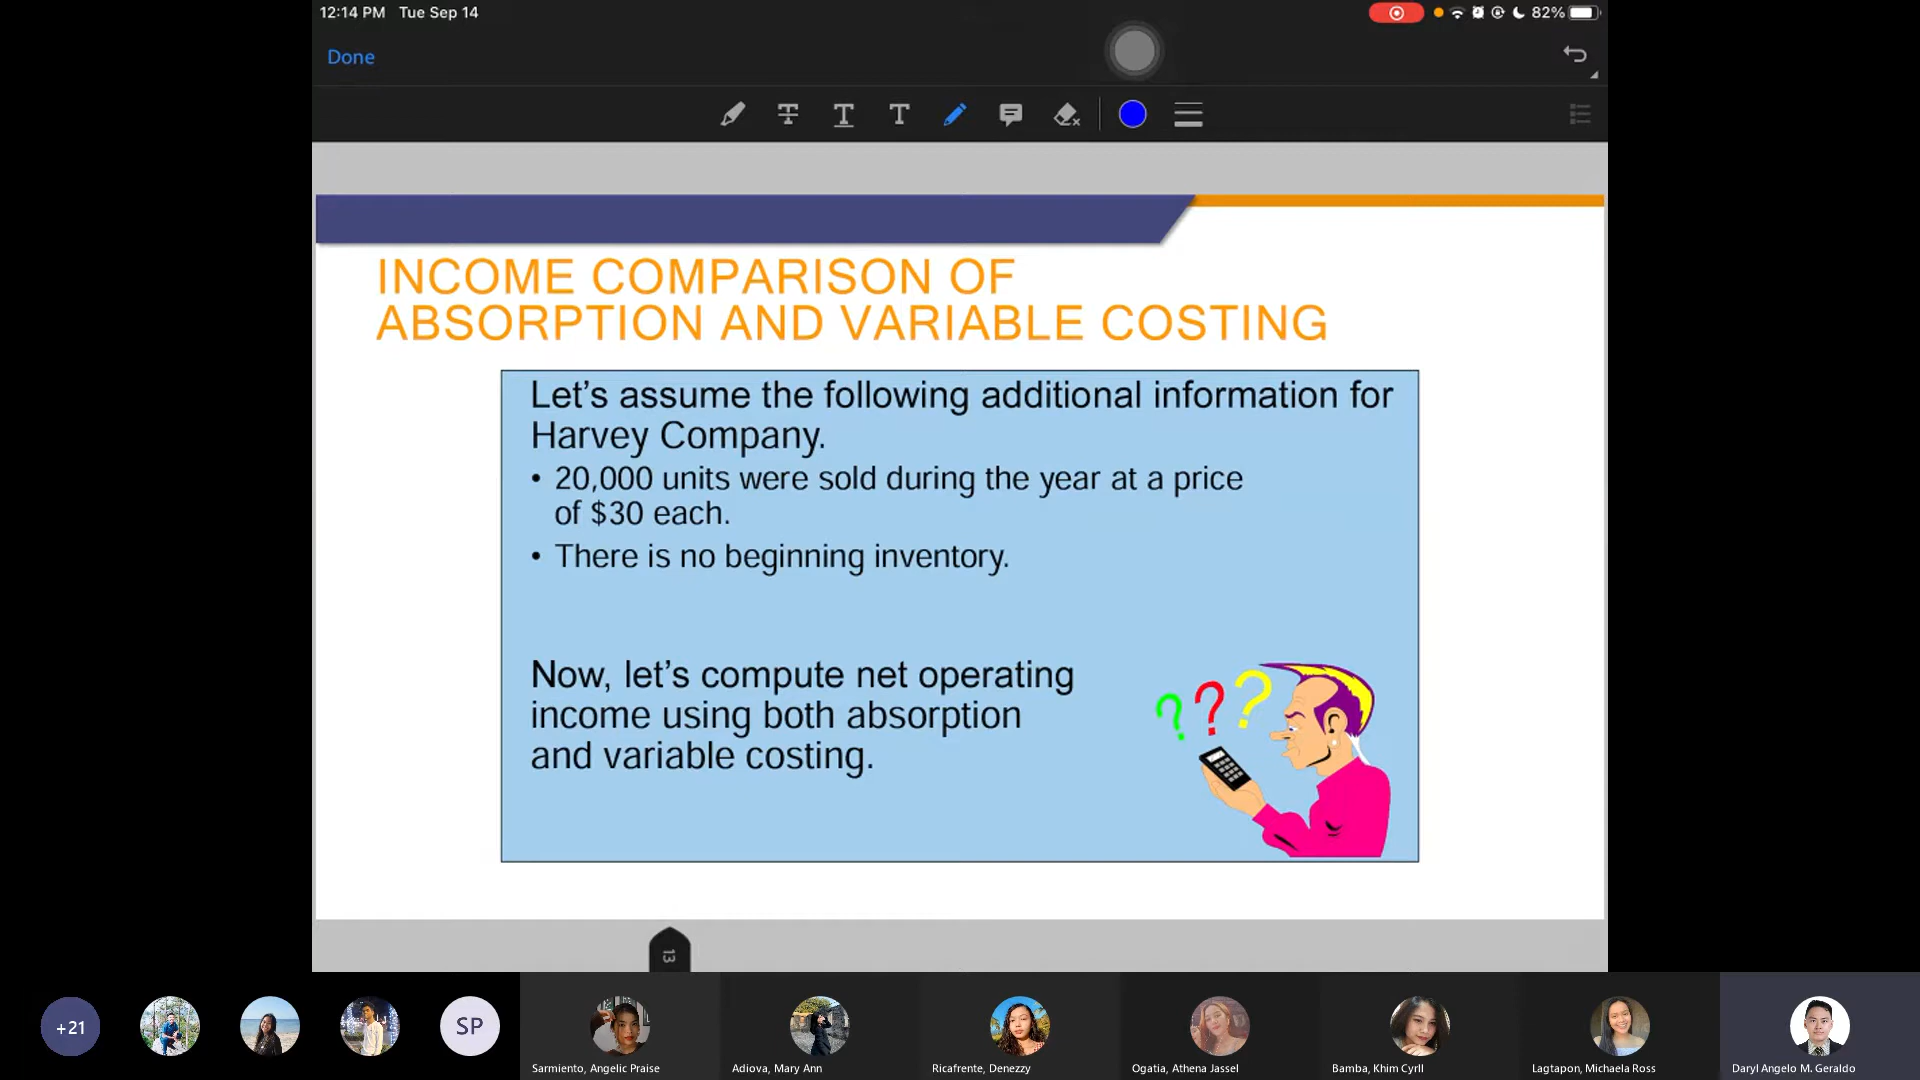 12:14 PM Tue Sep 14
82%
Done
INCOME COMPARISON OF
ABSORPTION AND VARIABLE COSTING
Let’s assume the following additional information for
Harvey Company.
• 20,000 units were sold during the year at a price
of $30 each.
• There is no beginning inventory.
Now, let’s compute net operating
income using both absorption
and variable costing.
???
13
+21
SP
Sarmiento, Angelic Praise
Adiova, Mary Ann
Ricafrente, Denezzy
Ogatia, Athena Jassel
Bamba, Khim Cyrll
Lagtapon, Michaela Ross
Daryl Angelo M. Geraldo